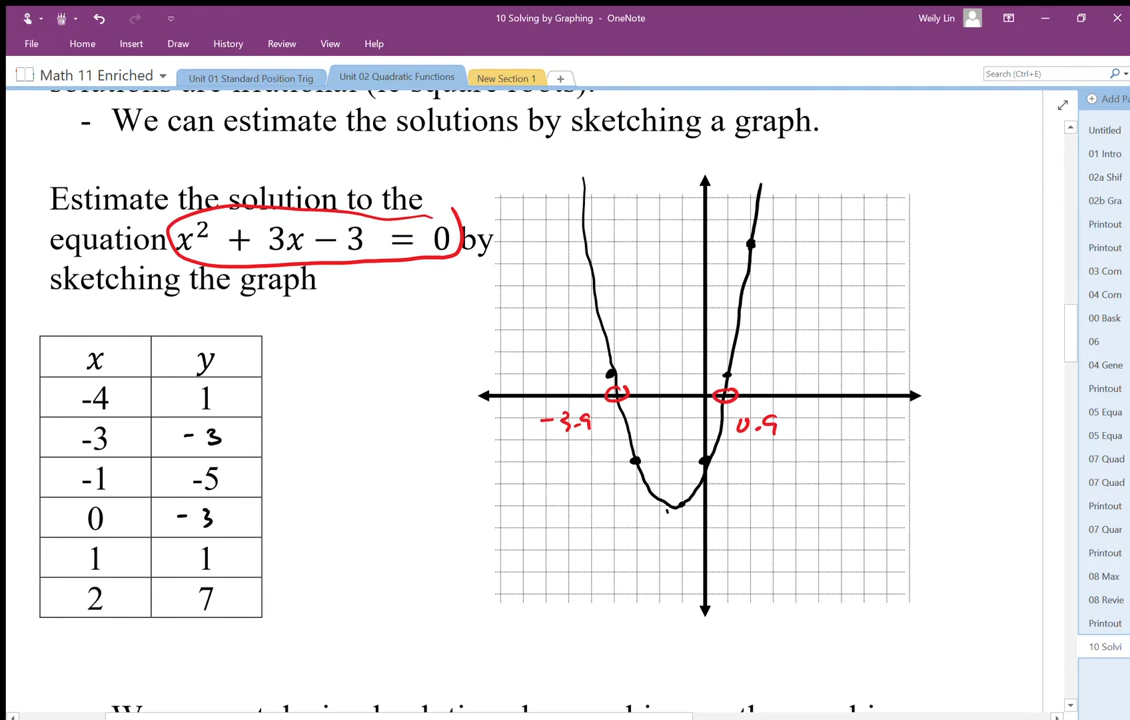 10 Solving by Graphing - OneNote
Weily Lin
File Home Insert Draw History Review View Help
Math 11 Enriched
Unit 01 Standard Position Trig
Unit 02 Quadratic Functions
New Section 1
Search (Ctrl+E)
- We can estimate the solutions by sketching a graph.
Estimate the solution to the
equation x² + 3x − 3 = 0 by
sketching the graph
x y
-4 1
-3 -3
-1 -5
0 -3
1 1
2 7
-3.9
0.9
Add Pa
Untitled
01 Intro
02a Shif
02b Gra
Printout
Printout
03 Com
04 Com
00 Bask
06
04 Gene
Printout
05 Equa
05 Equa
07 Quad
07 Quad
Printout
07 Quar
Printout
08 Max
08 Revie
Printout
10 Solvi